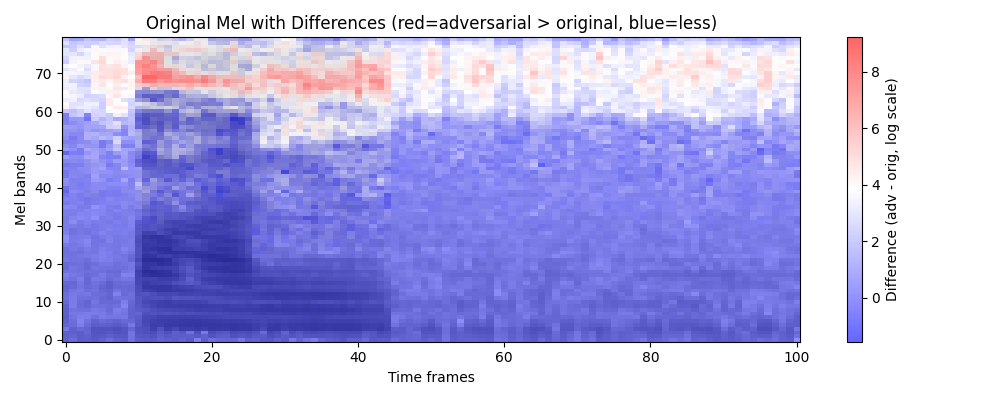 Original Mel with Differences (red=adversarial > original, blue=less)
Mel bands
70
60
50
40
30
20
10
0
0 20 40 60 80 100
Time frames
8
6
4
2
0
Difference (adv - orig, log scale)